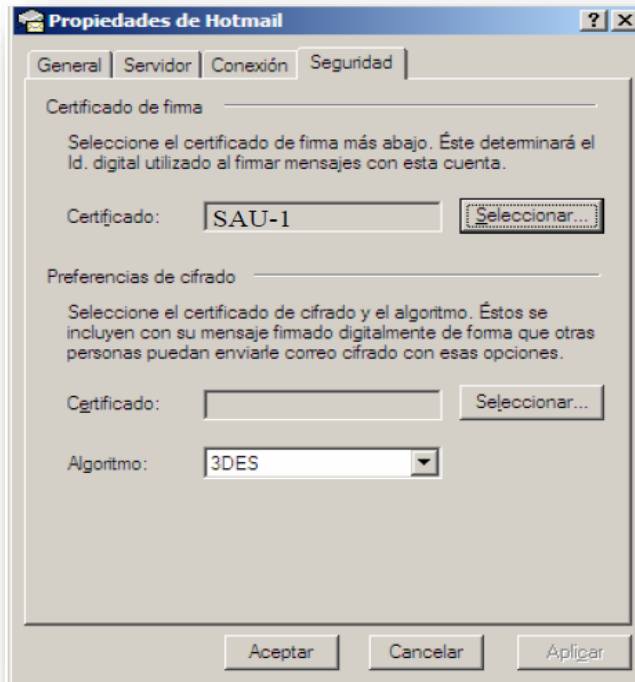 Propiedades de Hotmail
General Servidor Conexión Seguridad
Certificado de firma
Seleccione el certificado de firma más abajo. Éste determinará el
Id. digital utilizado al firmar mensajes con esta cuenta.
Certificado: SAU-1 Seleccionar...
Preferencias de cifrado
Seleccione el certificado de cifrado y el algoritmo. Éstos se
incluyen con su mensaje firmado digitalmente de forma que otras
personas puedan enviarle correo cifrado con esas opciones.
Certificado: Seleccionar...
Algoritmo: 3DES
Aceptar Cancelar Aplicar